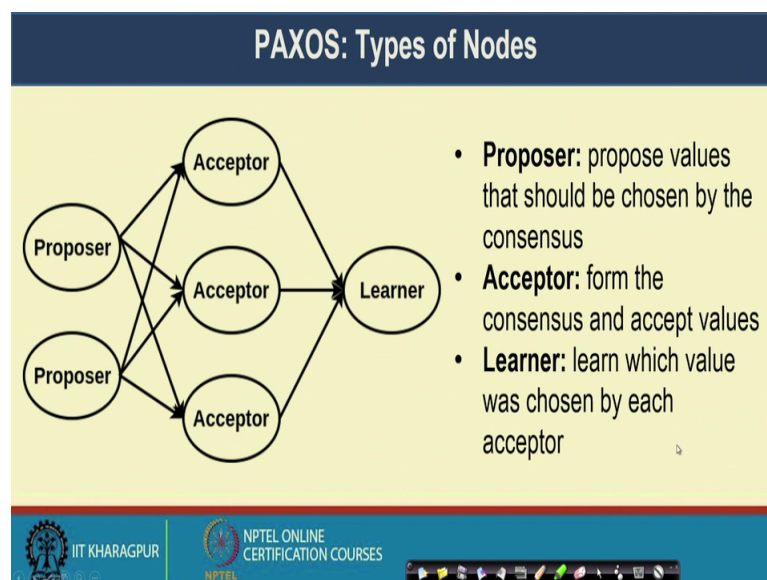 PAXOS: Types of Nodes
Acceptor
Proposer
Acceptor
Learner
Proposer
Acceptor
• Proposer: propose values
that should be chosen by the
consensus
• Acceptor: form the
consensus and accept values
• Learner: learn which value
was chosen by each
acceptor
IIT KHARAGPUR
NPTEL
NPTEL ONLINE
CERTIFICATION COURSES